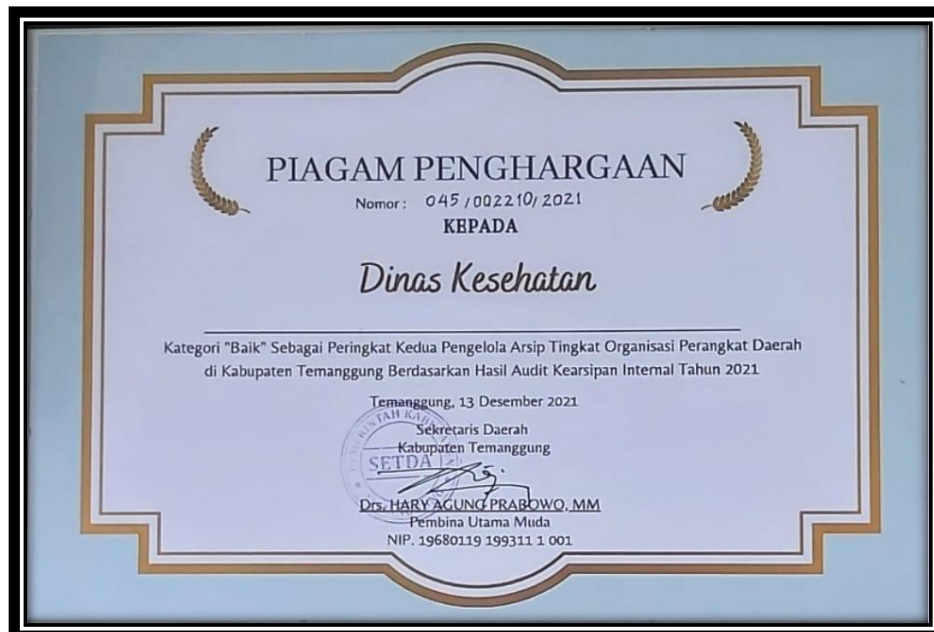 PIAGAM PENGHARGAAN
Nomor: 045/002210/2021
KEPADA
Dinas Kesehatan
Kategori "Baik" Sebagai Peringkat Kedua Pengelola Arsip Tingkat Organisasi Perangkat Daerah
di Kabupaten Temanggung Berdasarkan Hasil Audit Kearsipan Internal Tahun 2021
Temanggung, 13 Desember 2021
Sekretaris Daerah
Kabupaten Temanggung
SETDA
Drs. HARY AGUNG PRABOWO, MM
Pembina Utama Muda
NIP. 19680119 199311 1 001